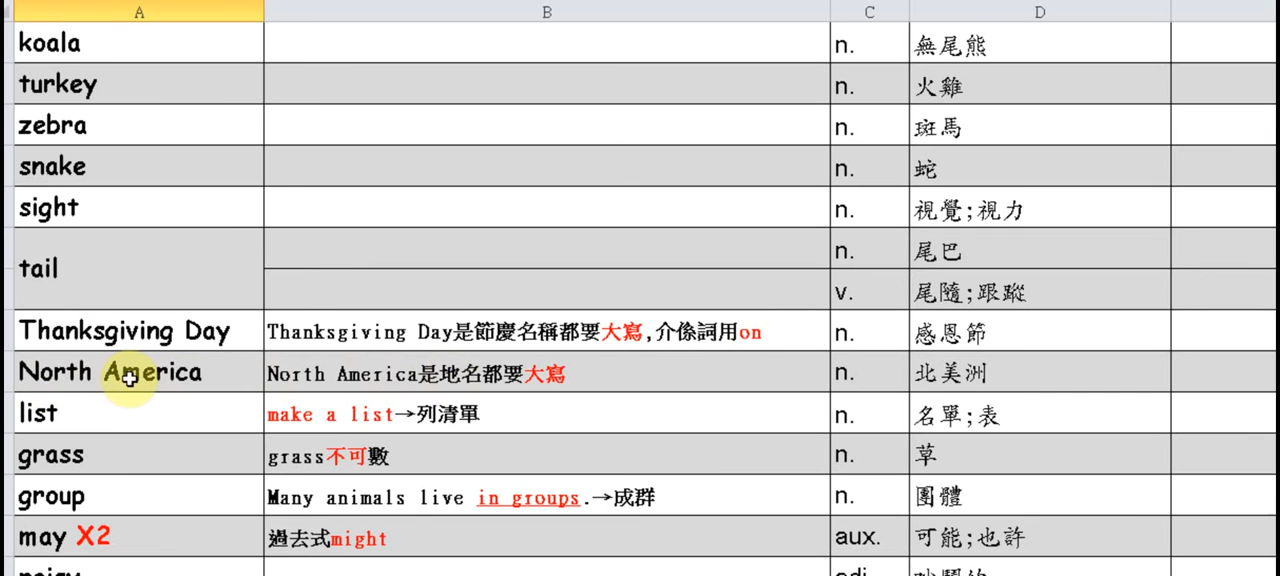 A B C D
koala n. 無尾熊
turkey n. 火雞
zebra n. 斑馬
snake n. 蛇
sight n. 視覺;視力
tail n. 尾巴
v. 尾隨;跟蹤
Thanksgiving Day Thanksgiving Day是節慶名稱都要大寫,介係詞用on n. 感恩節
North America North America是地名都要大寫 n. 北美洲
list make a list→列清單 n. 名單;表
grass grass不可數 n. 草
group Many animals live in groups.→成群 n. 團體
may X2 過去式might aux. 可能;也許